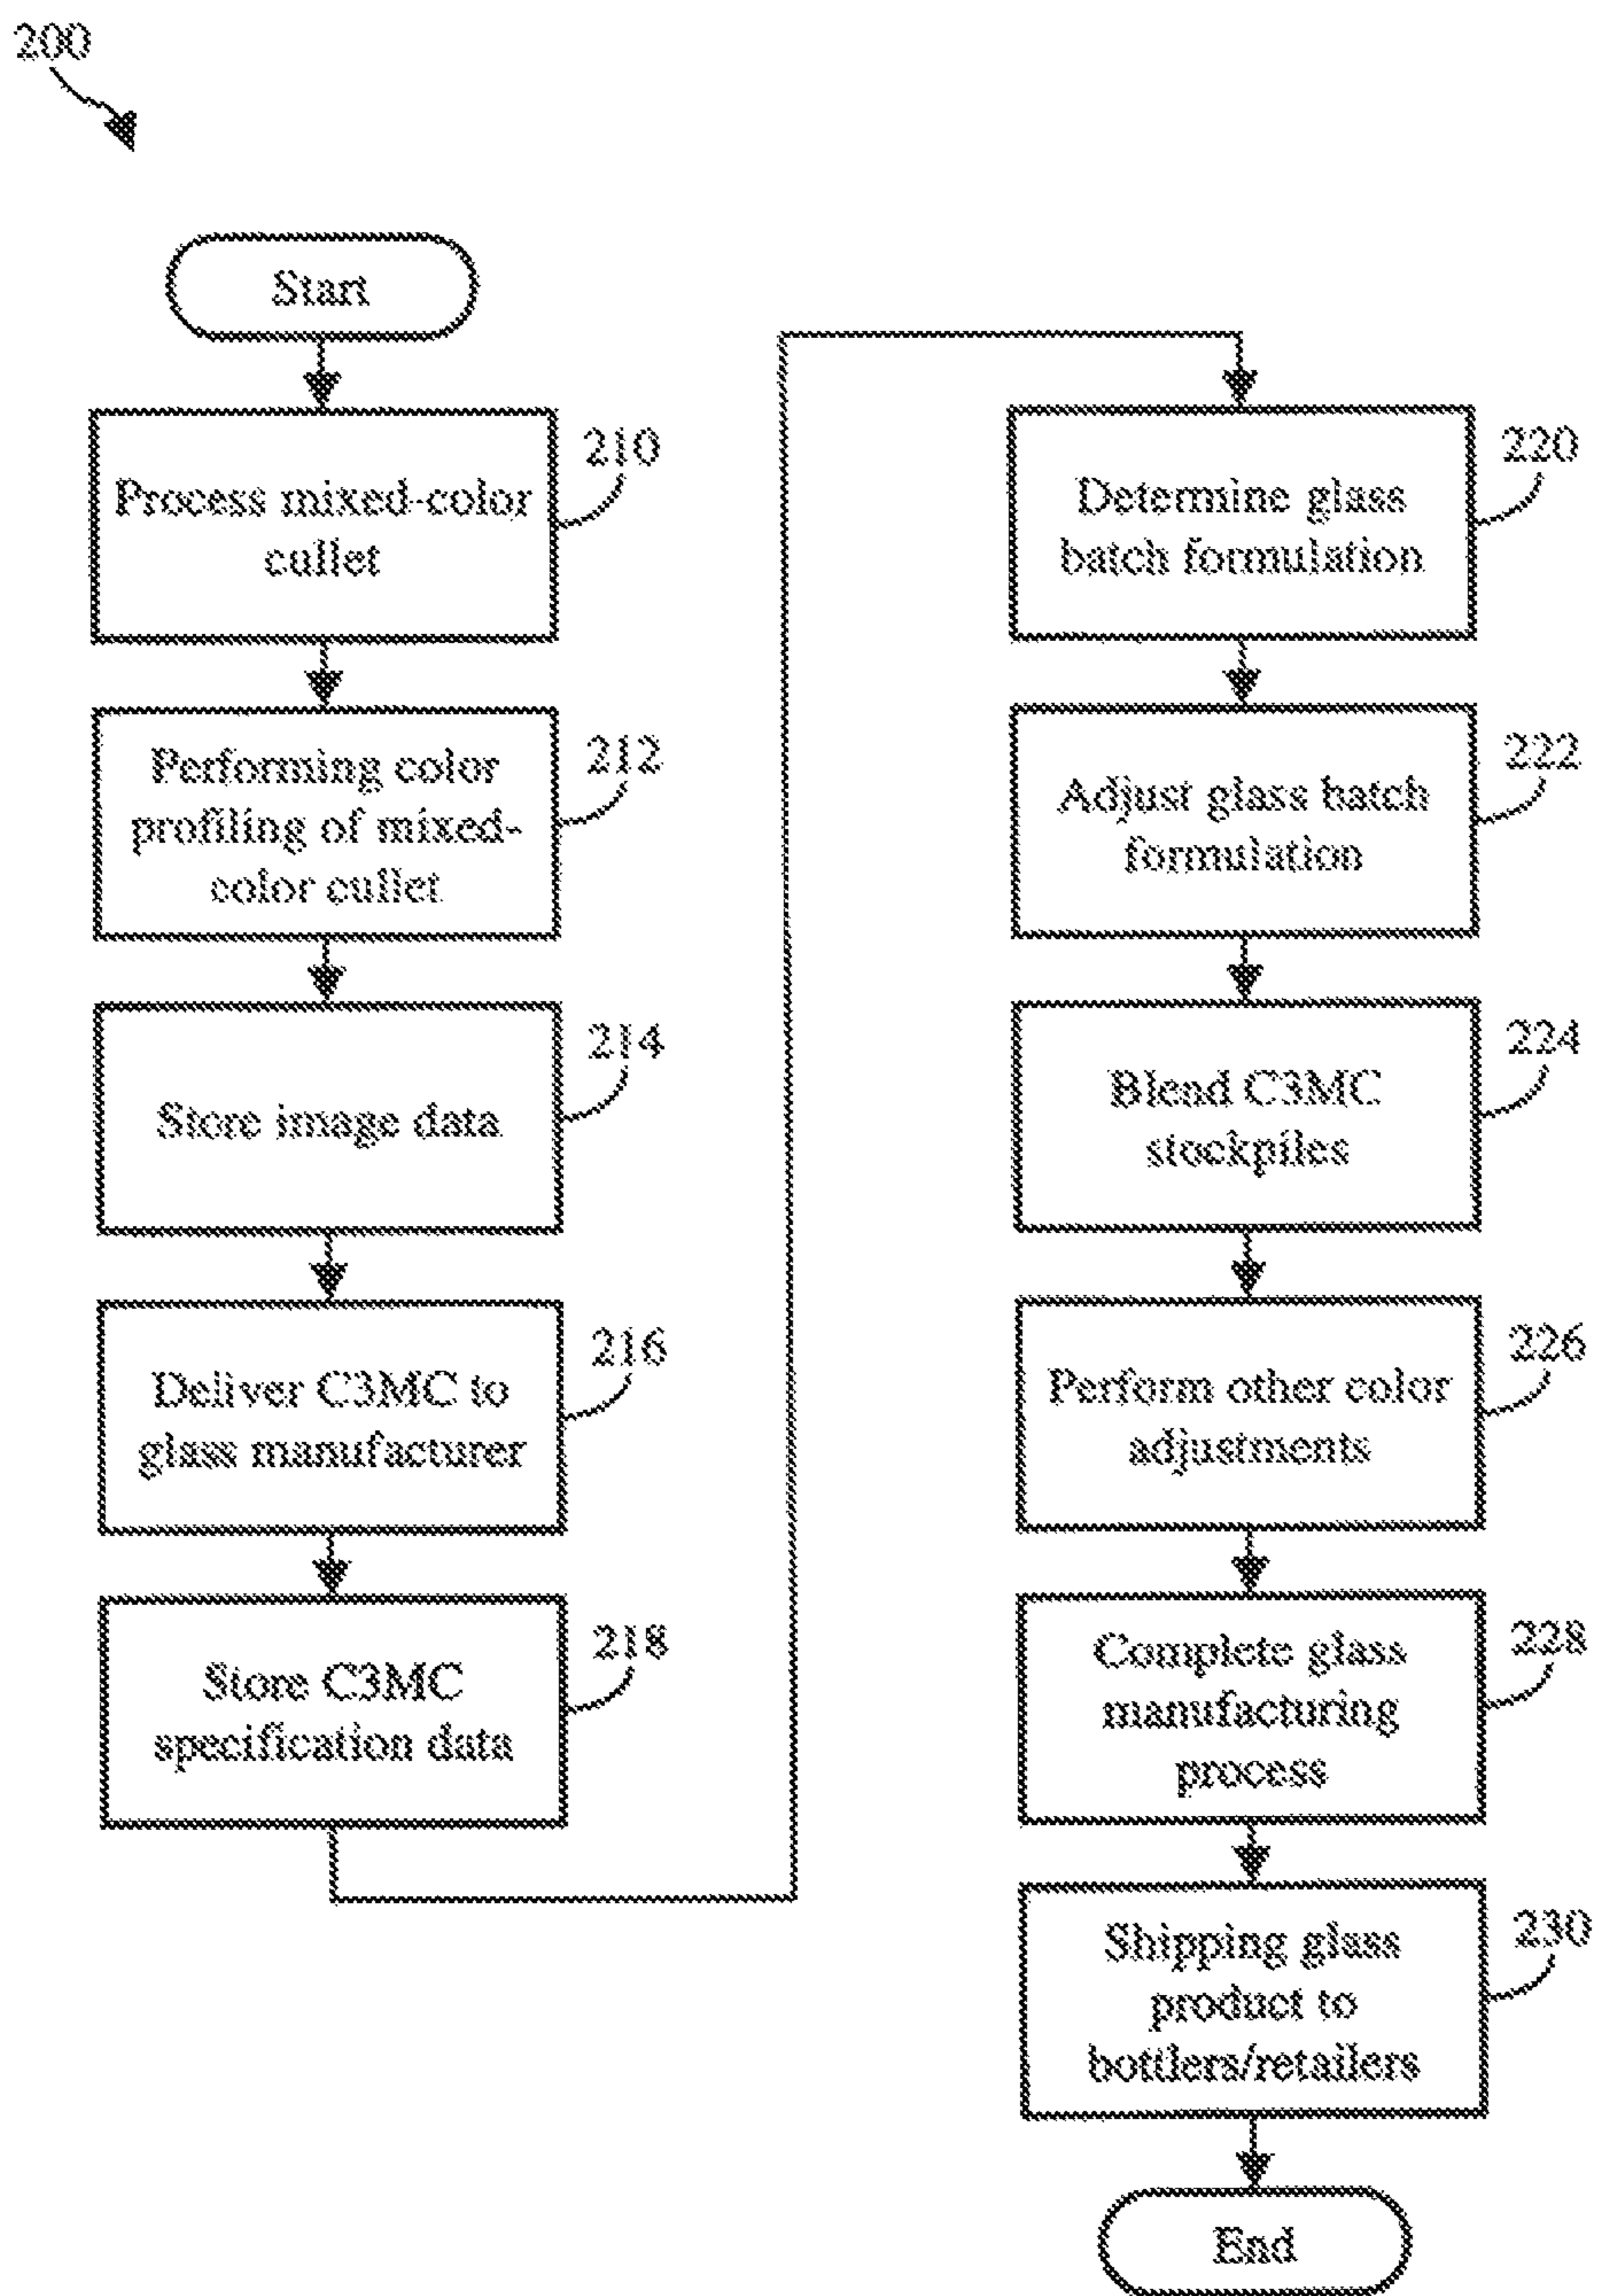 200
Start
Process mixed-color
cullet
210
Performing color
profiling of mixed-
color cullet
212
Store image data
214
Deliver C3MC to
glass manufacturer
216
Store C3MC
specification data
218
Determine glass
batch formulation
220
Adjust glass batch
formulation
222
Blend C3MC
stockpiles
224
Perform other color
adjustments
226
Complete glass
manufacturing
process
228
Shipping glass
product to
bottlers/retailers
230
End